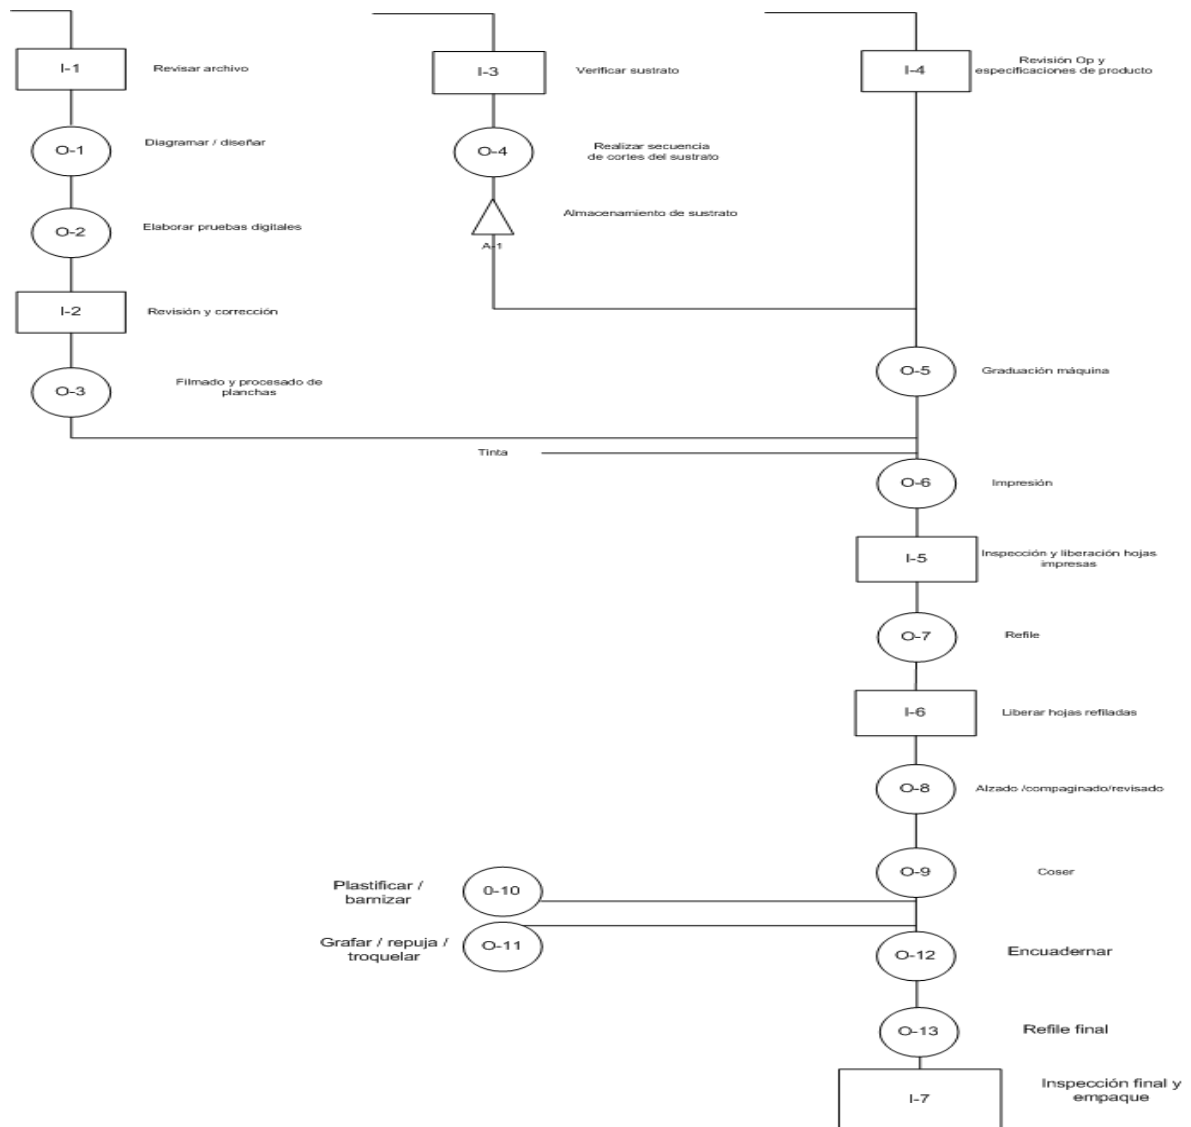 I-1
Revisar archivo
I-3
Verificar sustrato
I-4
Revisión Op y
especificaciones de producto
O-1
Diagramar / diseñar
O-4
Realizar secuencia
de cortes del sustrato
O-2
Elaborar pruebas digitales
Almacenamiento de sustrato
A-1
I-2
Revisión y corrección
O-3
Filmado y procesado de
planchas
O-5
Graduación máquina
Tinta
O-6
Impresión
I-5
Inspección y liberación hojas
impresas
O-7
Refile
I-6
Liberar hojas refiladas
O-8
Alzado /compaginado/revisado
O-9
Coser
Plastificar /
barnizar
0-10
Grafar / repuja /
troquelar
O-11
O-12
Encuadernar
O-13
Refile final
I-7
Inspección final y
empaque